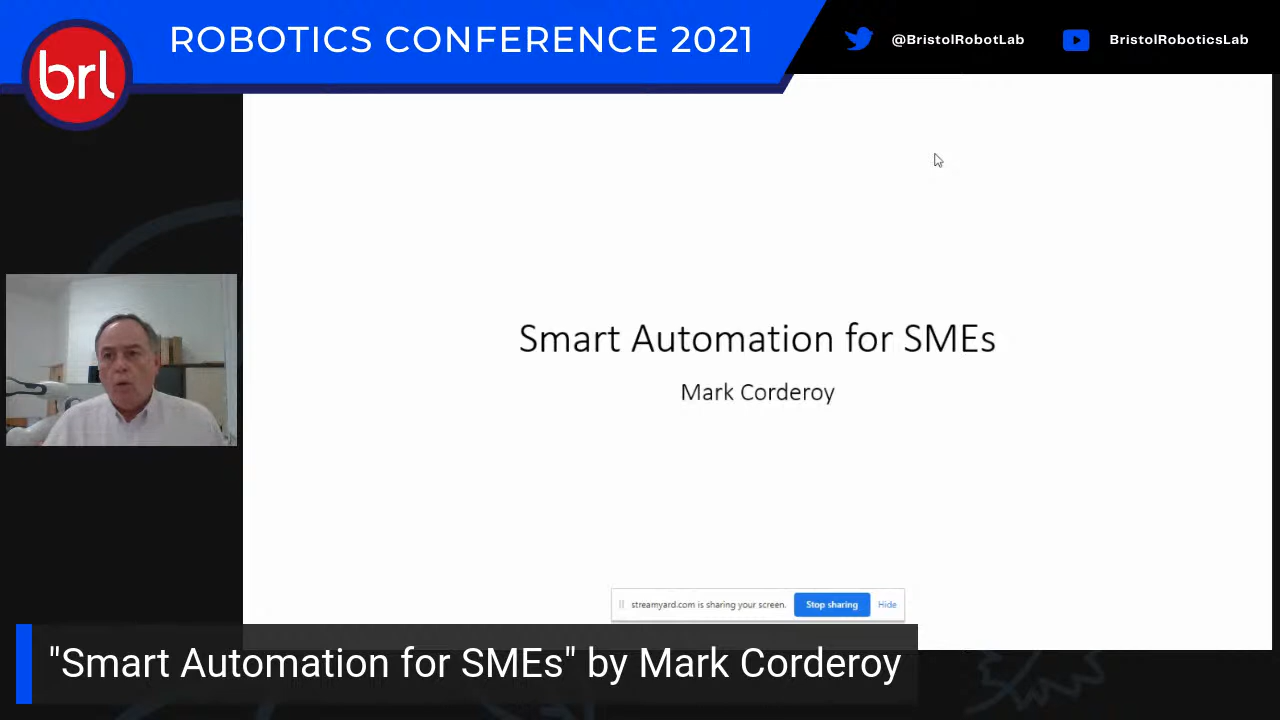 brl
ROBOTICS CONFERENCE 2021
@BristolRobotLab
BristolRoboticsLab
Smart Automation for SMEs
Mark Corderoy
streamyard.com is sharing your screen.
Stop sharing
Hide
"Smart Automation for SMEs" by Mark Corderoy